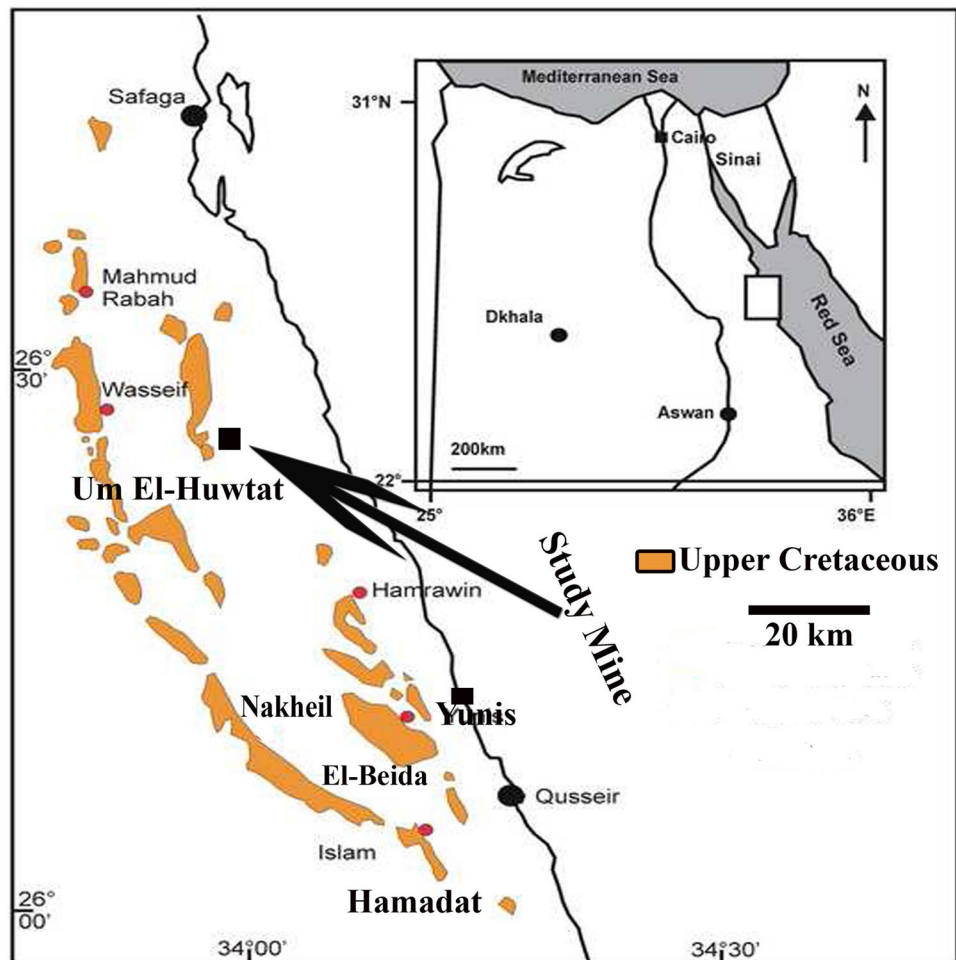 Safaga
Mahmud
Rabah
26°
30'
Wasseif
Um El-Huwtat
Hamrawin
Nakheil
Yunis
El-Beida
Qusseir
Islam
Hamadat
26°
00'
34°00'
34°30'
Study Mine
Upper Cretaceous
20 km
Mediterranean Sea
31°N
N
Cairo
Sinai
Dkhala
Red Sea
Aswan
200km
22°
25°
36°E